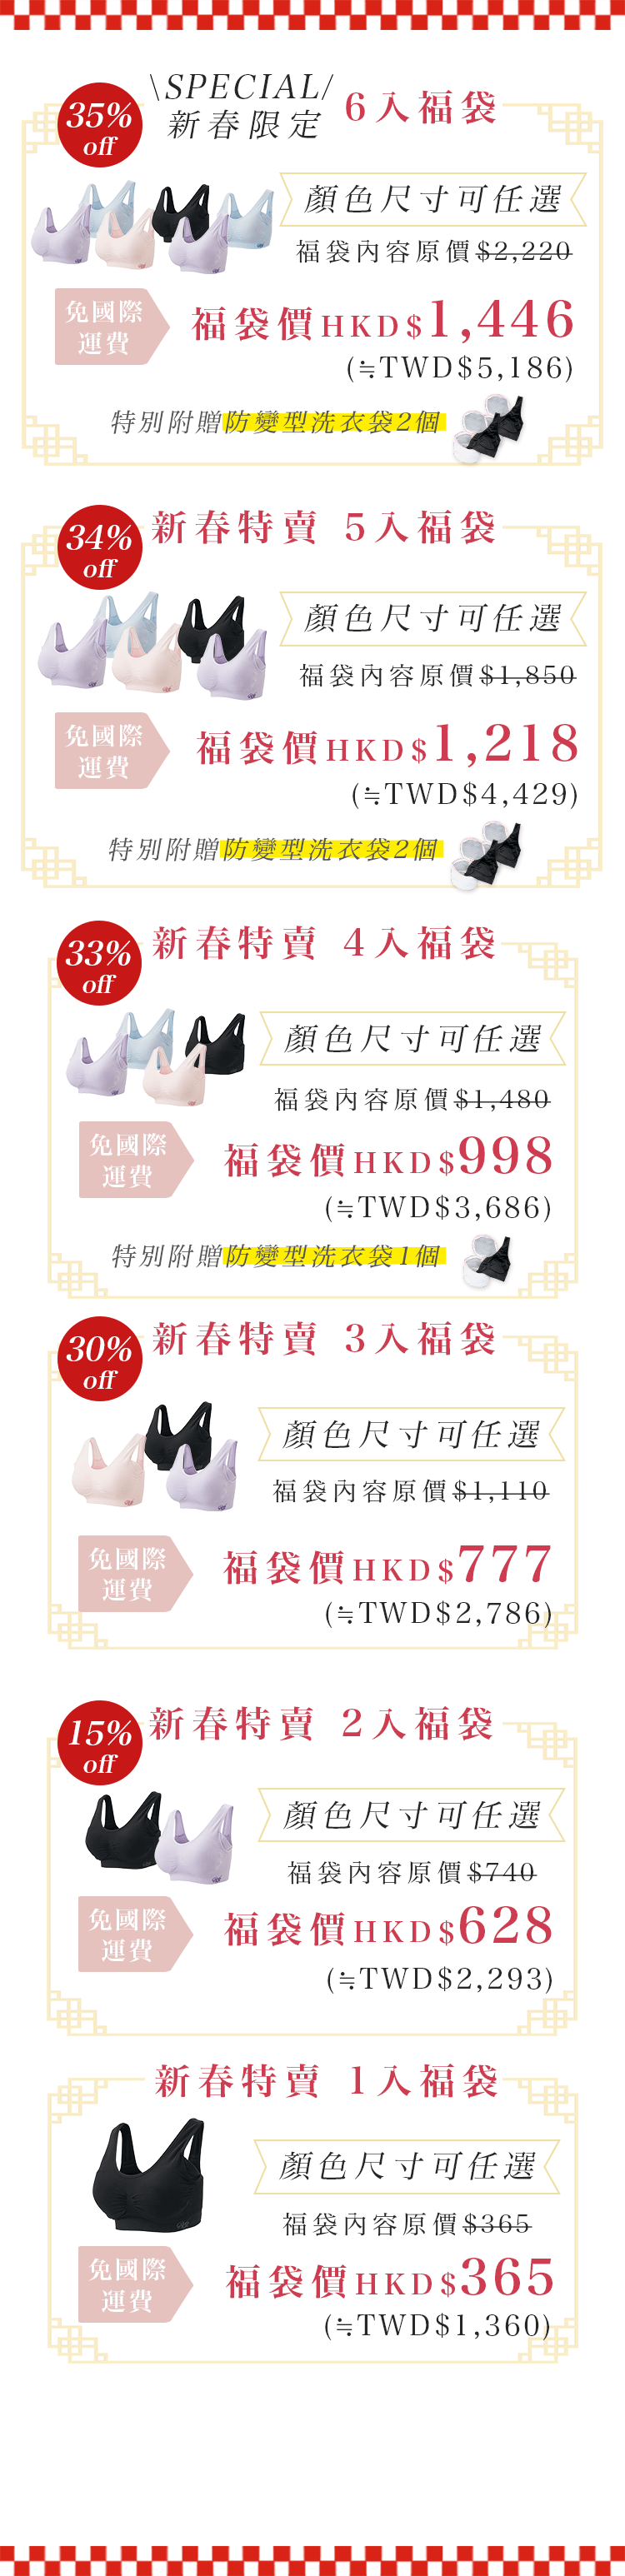 35%
off
\SPECIAL/
新春限定
6入福袋
顏色尺寸可任選
福袋內容原價$2,220
免國際
運費
福袋價HKD$1,446
(≒TWD$5,186)
特別附贈防變型洗衣袋2個
34%
off
新春特賣 5入福袋
顏色尺寸可任選
福袋內容原價$1,850
免國際
運費
福袋價HKD$1,218
(≒TWD$4,429)
特別附贈防變型洗衣袋2個
33%
off
新春特賣 4入福袋
顏色尺寸可任選
福袋內容原價$1,480
免國際
運費
福袋價HKD$998
(≒TWD$3,686)
特別附贈防變型洗衣袋1個
30%
off
新春特賣 3入福袋
顏色尺寸可任選
福袋內容原價$1,110
免國際
運費
福袋價HKD$777
(≒TWD$2,786)
15%
off
新春特賣 2入福袋
顏色尺寸可任選
福袋內容原價$740
免國際
運費
福袋價HKD$628
(≒TWD$2,293)
新春特賣 1入福袋
顏色尺寸可任選
福袋內容原價$365
免國際
運費
福袋價HKD$365
(≒TWD$1,360)